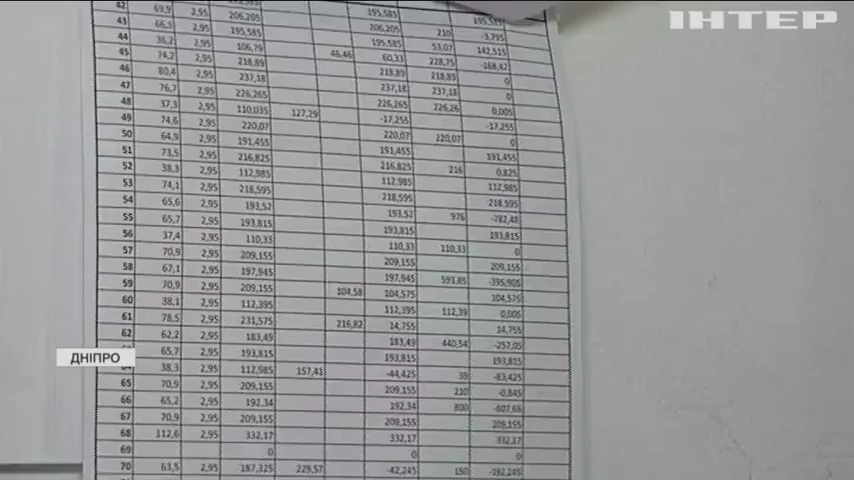 ІНТЕР
195,585 195,585
42 69,9 2,95 206,205 206,205 210 -3,795
43 66,3 2,95 195,585 195,585 53,07 142,515
44 36,2 2,95 106,79 46,46 60,33 228,75 -168,42
45 74,2 2,95 218,89 218,89 218,89 0
46 80,4 2,95 237,18 237,18 237,18 0
47 76,7 2,95 226,265 226,265 226,26 0,005
48 37,3 2,95 110,035 127,29 -17,255 -17,255
49 74,6 2,95 220,07 220,07 220,07 0
50 64,9 2,95 191,455 191,455 191,455
51 73,5 2,95 216,825 216,825 216 0,825
52 38,3 2,95 112,985 112,985 112,985
53 74,1 2,95 218,595 218,595 218,595
54 65,6 2,95 193,52 193,52 976 -782,48
55 65,7 2,95 193,815 193,815 193,815
56 37,4 2,95 110,33 110,33 110,33 0
57 70,9 2,95 209,155 209,155 209,155
58 67,1 2,95 197,945 197,945 593,85 -395,905
59 70,9 2,95 209,155 104,58 104,575 104,575
60 38,1 2,95 112,395 112,395 112,39 0,005
61 78,5 2,95 231,575 216,82 14,755 14,755
62 62,2 2,95 183,49 183,49 440,54 -257,05
65,7 2,95 193,815 193,815 193,815
38,3 2,95 112,985 157,41 -44,425 39 -83,425
65 70,9 2,95 209,155 209,155 210 -0,845
66 65,2 2,95 192,34 192,34 800 -607,66
67 70,9 2,95 209,155 209,155 209,155
68 112,6 2,95 332,17 332,17 332,17
69 0 0 0
70 63,5 2,95 187,325 229,57 -42,245 150 -192,245
ДНІПРО